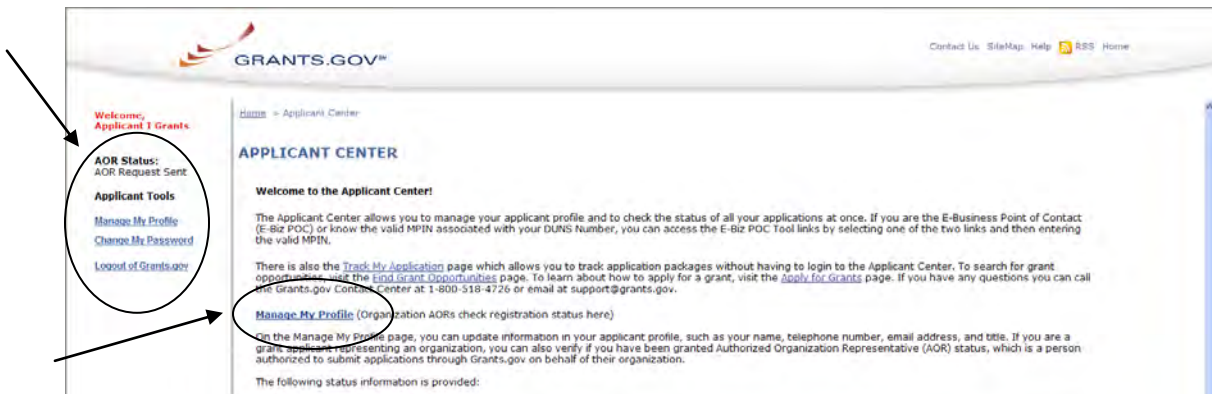 GRANTS.GOV℠
Contact Us SiteMap Help RSS Home
Welcome,
Applicant I Grants
AOR Status:
AOR Request Sent
Applicant Tools
Manage My Profile
Change My Password
Logout of Grants.gov
Home > Applicant Center
APPLICANT CENTER
Welcome to the Applicant Center!
The Applicant Center allows you to manage your applicant profile and to check the status of all your applications at once. If you are the E-Business Point of Contact
(E-Biz POC) or know the valid MPIN associated with your DUNS Number, you can access the E-Biz POC Tool links by selecting one of the two links and then entering
the valid MPIN.
There is also the Track My Application page which allows you to track application packages without having to login to the Applicant Center. To search for grant
opportunities, visit the Find Grant Opportunities page. To learn about how to apply for a grant, visit the Apply for Grants page. If you have any questions you can call
the Grants.gov Contact Center at 1-800-518-4726 or email at support@grants.gov.
Manage My Profile (Organization AORs check registration status here)
On the Manage My Profile page, you can update information in your applicant profile, such as your name, telephone number, email address, and title. If you are a
grant applicant representing an organization, you can also verify if you have been granted Authorized Organization Representative (AOR) status, which is a person
authorized to submit applications through Grants.gov on behalf of their organization.
The following status information is provided: